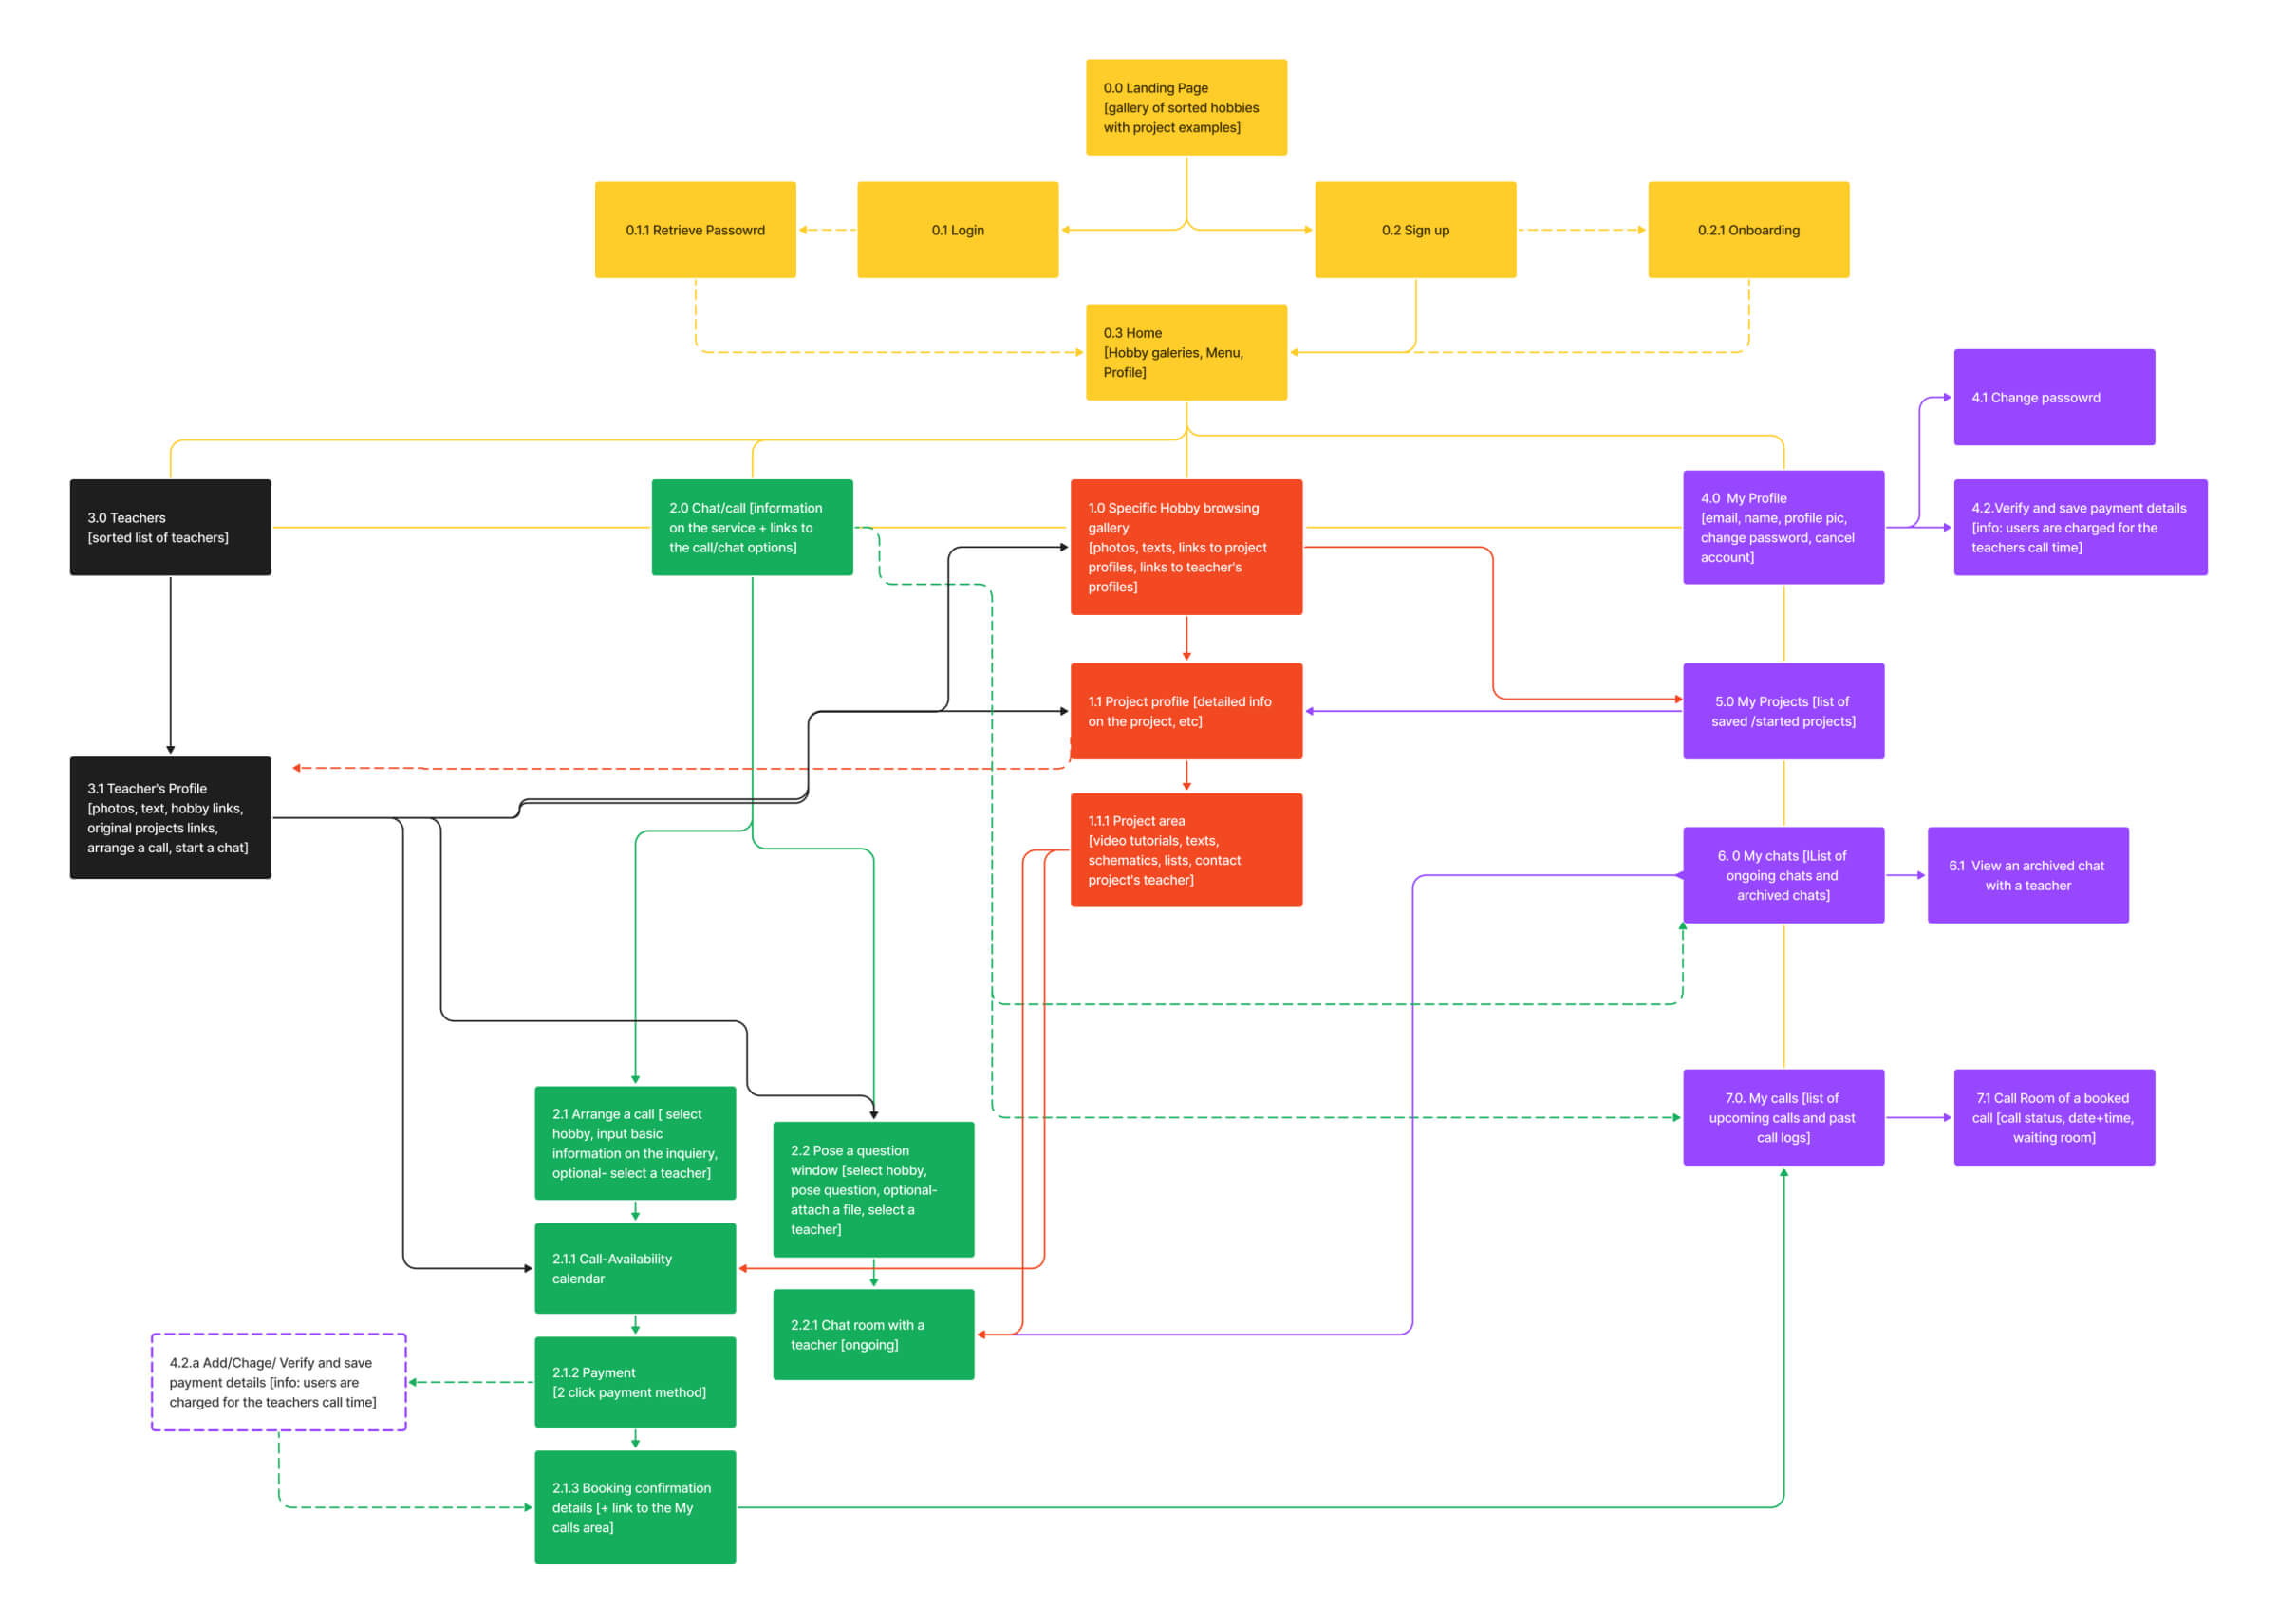 0.0 Landing Page
[gallery of sorted hobbies
with project examples]
0.1.1 Retrieve Passowrd
0.1 Login
0.2 Sign up
0.2.1 Onboarding
0.3 Home
[Hobby galeries, Menu,
Profile]
4.1 Change passowrd
3.0 Teachers
[sorted list of teachers]
2.0 Chat/call [information
on the service + links to
the call/chat options]
1.0 Specific Hobby browsing
gallery
[photos, texts, links to project
profiles, links to teacher's
profiles]
4.0 My Profile
[email, name, profile pic,
change password, cancel
account]
4.2.Verify and save payment details
[info: users are charged for the
teachers call time]
1.1 Project profile [detailed info
on the project, etc]
5.0 My Projects [list of
saved /started projects]
3.1 Teacher's Profile
[photos, text, hobby links,
original projects links,
arrange a call, start a chat]
1.1.1 Project area
[video tutorials, texts,
schematics, lists, contact
project's teacher]
6. 0 My chats [lList of
ongoing chats and
archived chats]
6.1 View an archived chat
with a teacher
2.1 Arrange a call [ select
hobby, input basic
information on the inquiery,
optional- select a teacher]
2.2 Pose a question
window [select hobby,
pose question, optional-
attach a file, select a
teacher]
7.0. My calls [list of
upcoming calls and past
call logs]
7.1 Call Room of a booked
call [call status, date+time,
waiting room]
2.1.1 Call-Availability
calendar
2.2.1 Chat room with a
teacher [ongoing]
4.2.a Add/Chage/ Verify and save
payment details [info: users are
charged for the teachers call time]
2.1.2 Payment
[2 click payment method]
2.1.3 Booking confirmation
details [+ link to the My
calls area]